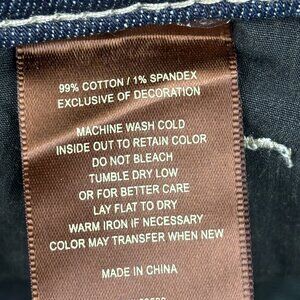 99% COTTON / 1% SPANDEX
EXCLUSIVE OF DECORATION
MACHINE WASH COLD
INSIDE OUT TO RETAIN COLOR
DO NOT BLEACH
TUMBLE DRY LOW
OR FOR BETTER CARE
LAY FLAT TO DRY
WARM IRON IF NECESSARY
COLOR MAY TRANSFER WHEN NEW
MADE IN CHINA